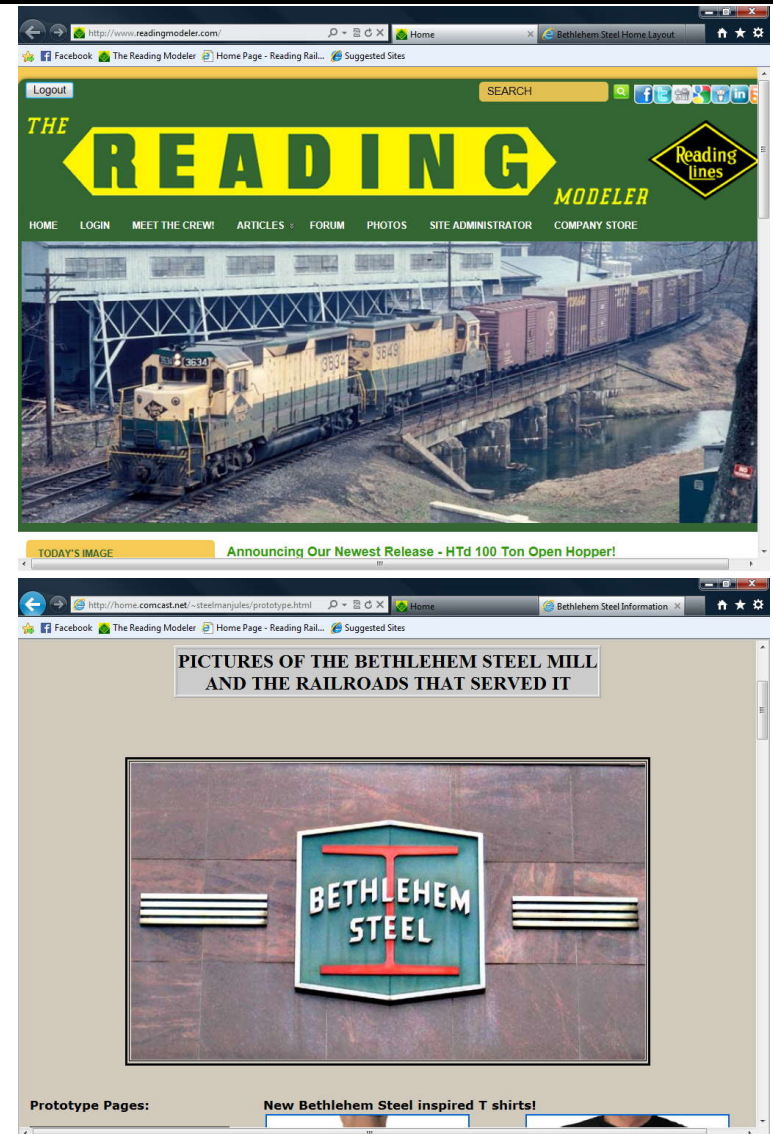 http://www.readingmodeler.com/
Home
Bethlehem Steel Home Layout
Facebook The Reading Modeler Home Page - Reading Rail... Suggested Sites
Logout
SEARCH
THE
READING
MODELER
Reading
Lines
HOME LOGIN MEET THE CREW! ARTICLES FORUM PHOTOS SITE ADMINISTRATOR COMPANY STORE
3634
3634
3649
TODAY'S IMAGE
Announcing Our Newest Release - HTd 100 Ton Open Hopper!
http://home.comcast.net/~steelmanjules/prototype.html
Home
Bethlehem Steel Information
Facebook The Reading Modeler Home Page - Reading Rail... Suggested Sites
PICTURES OF THE BETHLEHEM STEEL MILL
AND THE RAILROADS THAT SERVED IT
BETHLEHEM
STEEL
Prototype Pages:
New Bethlehem Steel inspired T shirts!